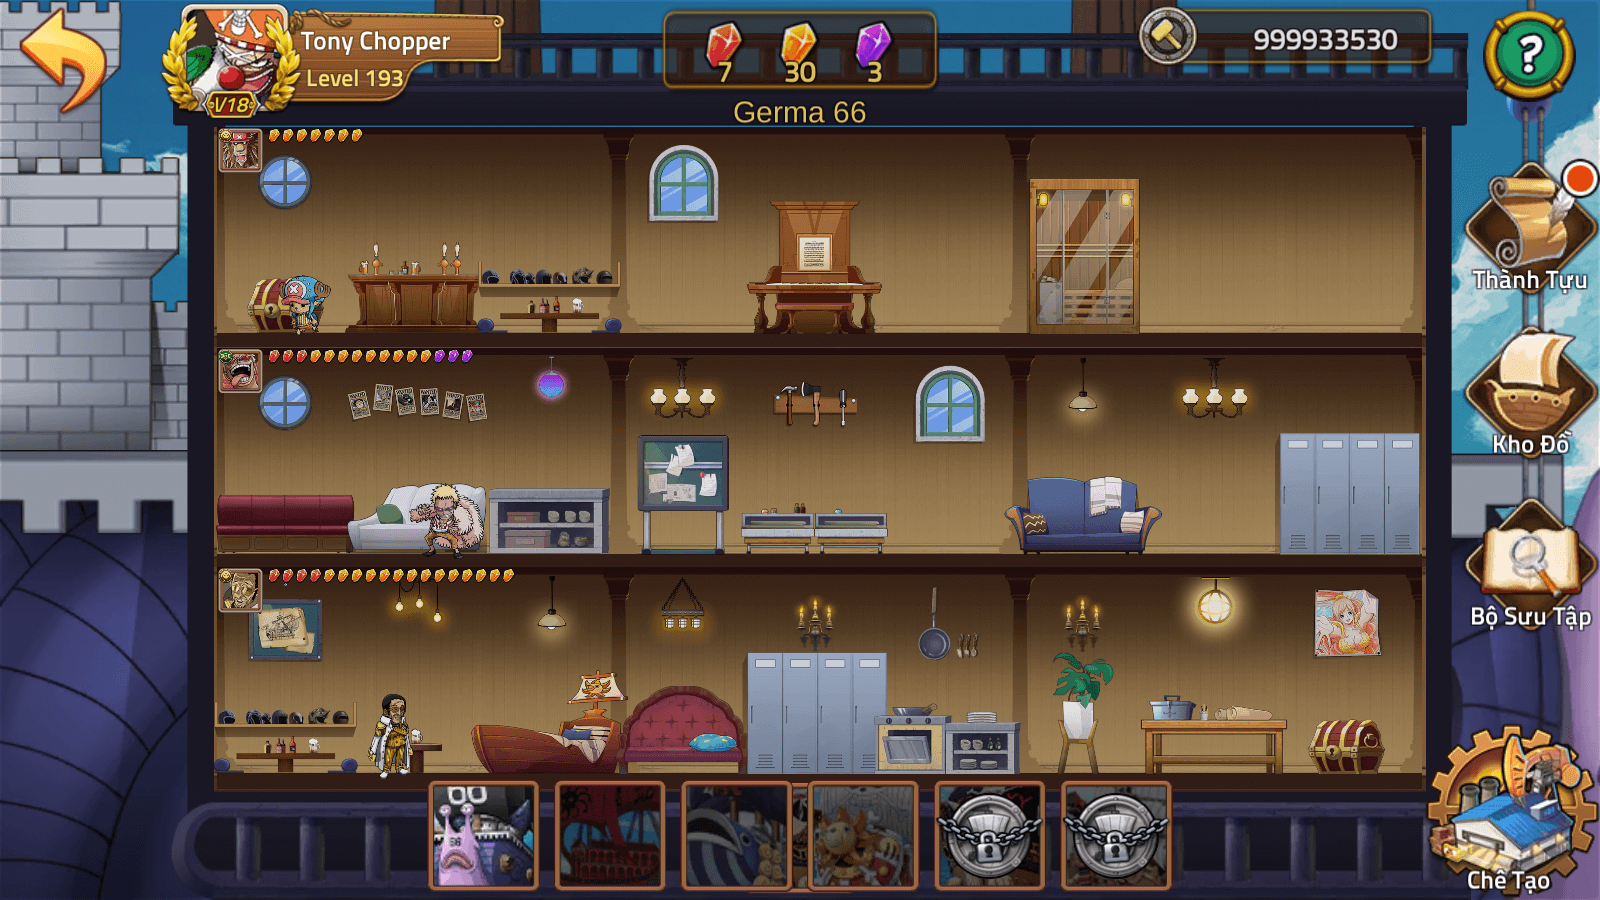 Tony Chopper
Level 193
V18
7
30
3
999933530
?
Germa 66
Thành Tựu
Kho Đồ
Bộ Sưu Tập
66
Chế Tạo